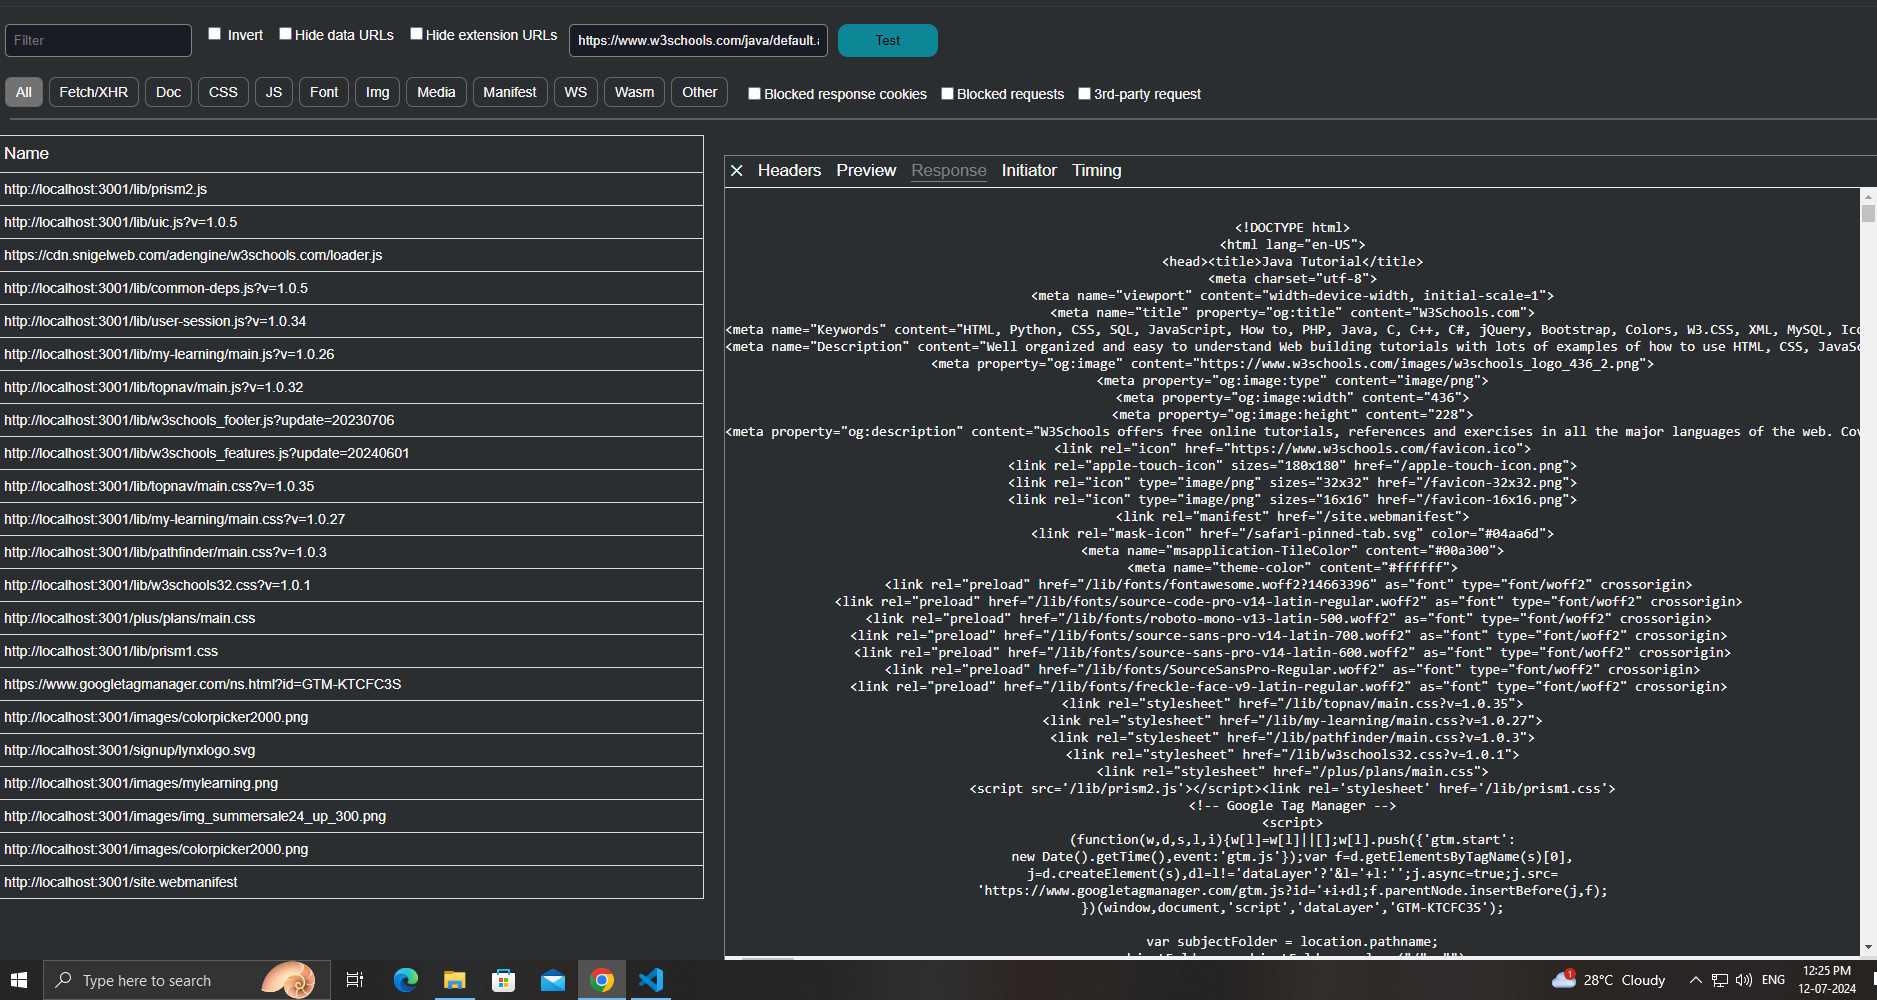 Filter
Invert
Hide data URLs
Hide extension URLs
https://www.w3schools.com/java/default.a
Test
All
Fetch/XHR
Doc
CSS
JS
Font
Img
Media
Manifest
WS
Wasm
Other
Blocked response cookies
Blocked requests
3rd-party request
Name
http://localhost:3001/lib/prism2.js
http://localhost:3001/lib/uic.js?v=1.0.5
https://cdn.snigelweb.com/adengine/w3schools.com/loader.js
http://localhost:3001/lib/common-deps.js?v=1.0.5
http://localhost:3001/lib/user-session.js?v=1.0.34
http://localhost:3001/lib/my-learning/main.js?v=1.0.26
http://localhost:3001/lib/topnav/main.js?v=1.0.32
http://localhost:3001/lib/w3schools_footer.js?update=20230706
http://localhost:3001/lib/w3schools_features.js?update=20240601
http://localhost:3001/lib/topnav/main.css?v=1.0.35
http://localhost:3001/lib/my-learning/main.css?v=1.0.27
http://localhost:3001/lib/pathfinder/main.css?v=1.0.3
http://localhost:3001/lib/w3schools32.css?v=1.0.1
http://localhost:3001/plus/plans/main.css
http://localhost:3001/lib/prism1.css
https://www.googletagmanager.com/ns.html?id=GTM-KTCFC3S
http://localhost:3001/images/colorpicker2000.png
http://localhost:3001/signup/lynxlogo.svg
http://localhost:3001/images/mylearning.png
http://localhost:3001/images/img_summersale24_up_300.png
http://localhost:3001/images/colorpicker2000.png
http://localhost:3001/site.webmanifest
Headers
Preview
Response
Initiator
Timing
<!DOCTYPE html>
<html lang="en-US">
<head><title>Java Tutorial</title>
<meta charset="utf-8">
<meta name="viewport" content="width=device-width, initial-scale=1">
<meta name="title" property="og:title" content="W3Schools.com">
<meta name="Keywords" content="HTML, Python, CSS, SQL, JavaScript, How to, PHP, Java, C, C++, C#, jQuery, Bootstrap, Colors, W3.CSS, XML, MySQL, Ico
<meta name="Description" content="Well organized and easy to understand Web building tutorials with lots of examples of how to use HTML, CSS, JavaSc
<meta property="og:image" content="https://www.w3schools.com/images/w3schools_logo_436_2.png">
<meta property="og:image:type" content="image/png">
<meta property="og:image:width" content="436">
<meta property="og:image:height" content="228">
<meta property="og:description" content="W3Schools offers free online tutorials, references and exercises in all the major languages of the web. Cov
<link rel="icon" href="https://www.w3schools.com/favicon.ico">
<link rel="apple-touch-icon" sizes="180x180" href="/apple-touch-icon.png">
<link rel="icon" type="image/png" sizes="32x32" href="/favicon-32x32.png">
<link rel="icon" type="image/png" sizes="16x16" href="/favicon-16x16.png">
<link rel="manifest" href="/site.webmanifest">
<link rel="mask-icon" href="/safari-pinned-tab.svg" color="#04aa6d">
<meta name="msapplication-TileColor" content="#00a300">
<meta name="theme-color" content="#ffffff">
<link rel="preload" href="/lib/fonts/fontawesome.woff2?14663396" as="font" type="font/woff2" crossorigin>
<link rel="preload" href="/lib/fonts/source-code-pro-v14-latin-regular.woff2" as="font" type="font/woff2" crossorigin>
<link rel="preload" href="/lib/fonts/roboto-mono-v13-latin-500.woff2" as="font" type="font/woff2" crossorigin>
<link rel="preload" href="/lib/fonts/source-sans-pro-v14-latin-700.woff2" as="font" type="font/woff2" crossorigin>
<link rel="preload" href="/lib/fonts/source-sans-pro-v14-latin-600.woff2" as="font" type="font/woff2" crossorigin>
<link rel="preload" href="/lib/fonts/SourceSansPro-Regular.woff2" as="font" type="font/woff2" crossorigin>
<link rel="preload" href="/lib/fonts/freckle-face-v9-latin-regular.woff2" as="font" type="font/woff2" crossorigin>
<link rel="stylesheet" href="/lib/topnav/main.css?v=1.0.35">
<link rel="stylesheet" href="/lib/my-learning/main.css?v=1.0.27">
<link rel="stylesheet" href="/lib/pathfinder/main.css?v=1.0.3">
<link rel="stylesheet" href="/lib/w3schools32.css?v=1.0.1">
<link rel="stylesheet" href="/plus/plans/main.css">
<script src='/lib/prism2.js'></script><link rel='stylesheet' href='/lib/prism1.css'>
<!-- Google Tag Manager -->
<script>
(function(w,d,s,l,i){w[l]=w[l]||[];w[l].push({'gtm.start':
new Date().getTime(),event:'gtm.js'});var f=d.getElementsByTagName(s)[0],
j=d.createElement(s),dl=l!='dataLayer'?'&l='+l:'';j.async=true;j.src=
'https://www.googletagmanager.com/gtm.js?id='+i+dl;f.parentNode.insertBefore(j,f);
})(window,document,'script','dataLayer','GTM-KTCFC3S');
var subjectFolder = location.pathname;
Type here to search
1
28°C Cloudy
ENG
12:25 PM
12-07-2024